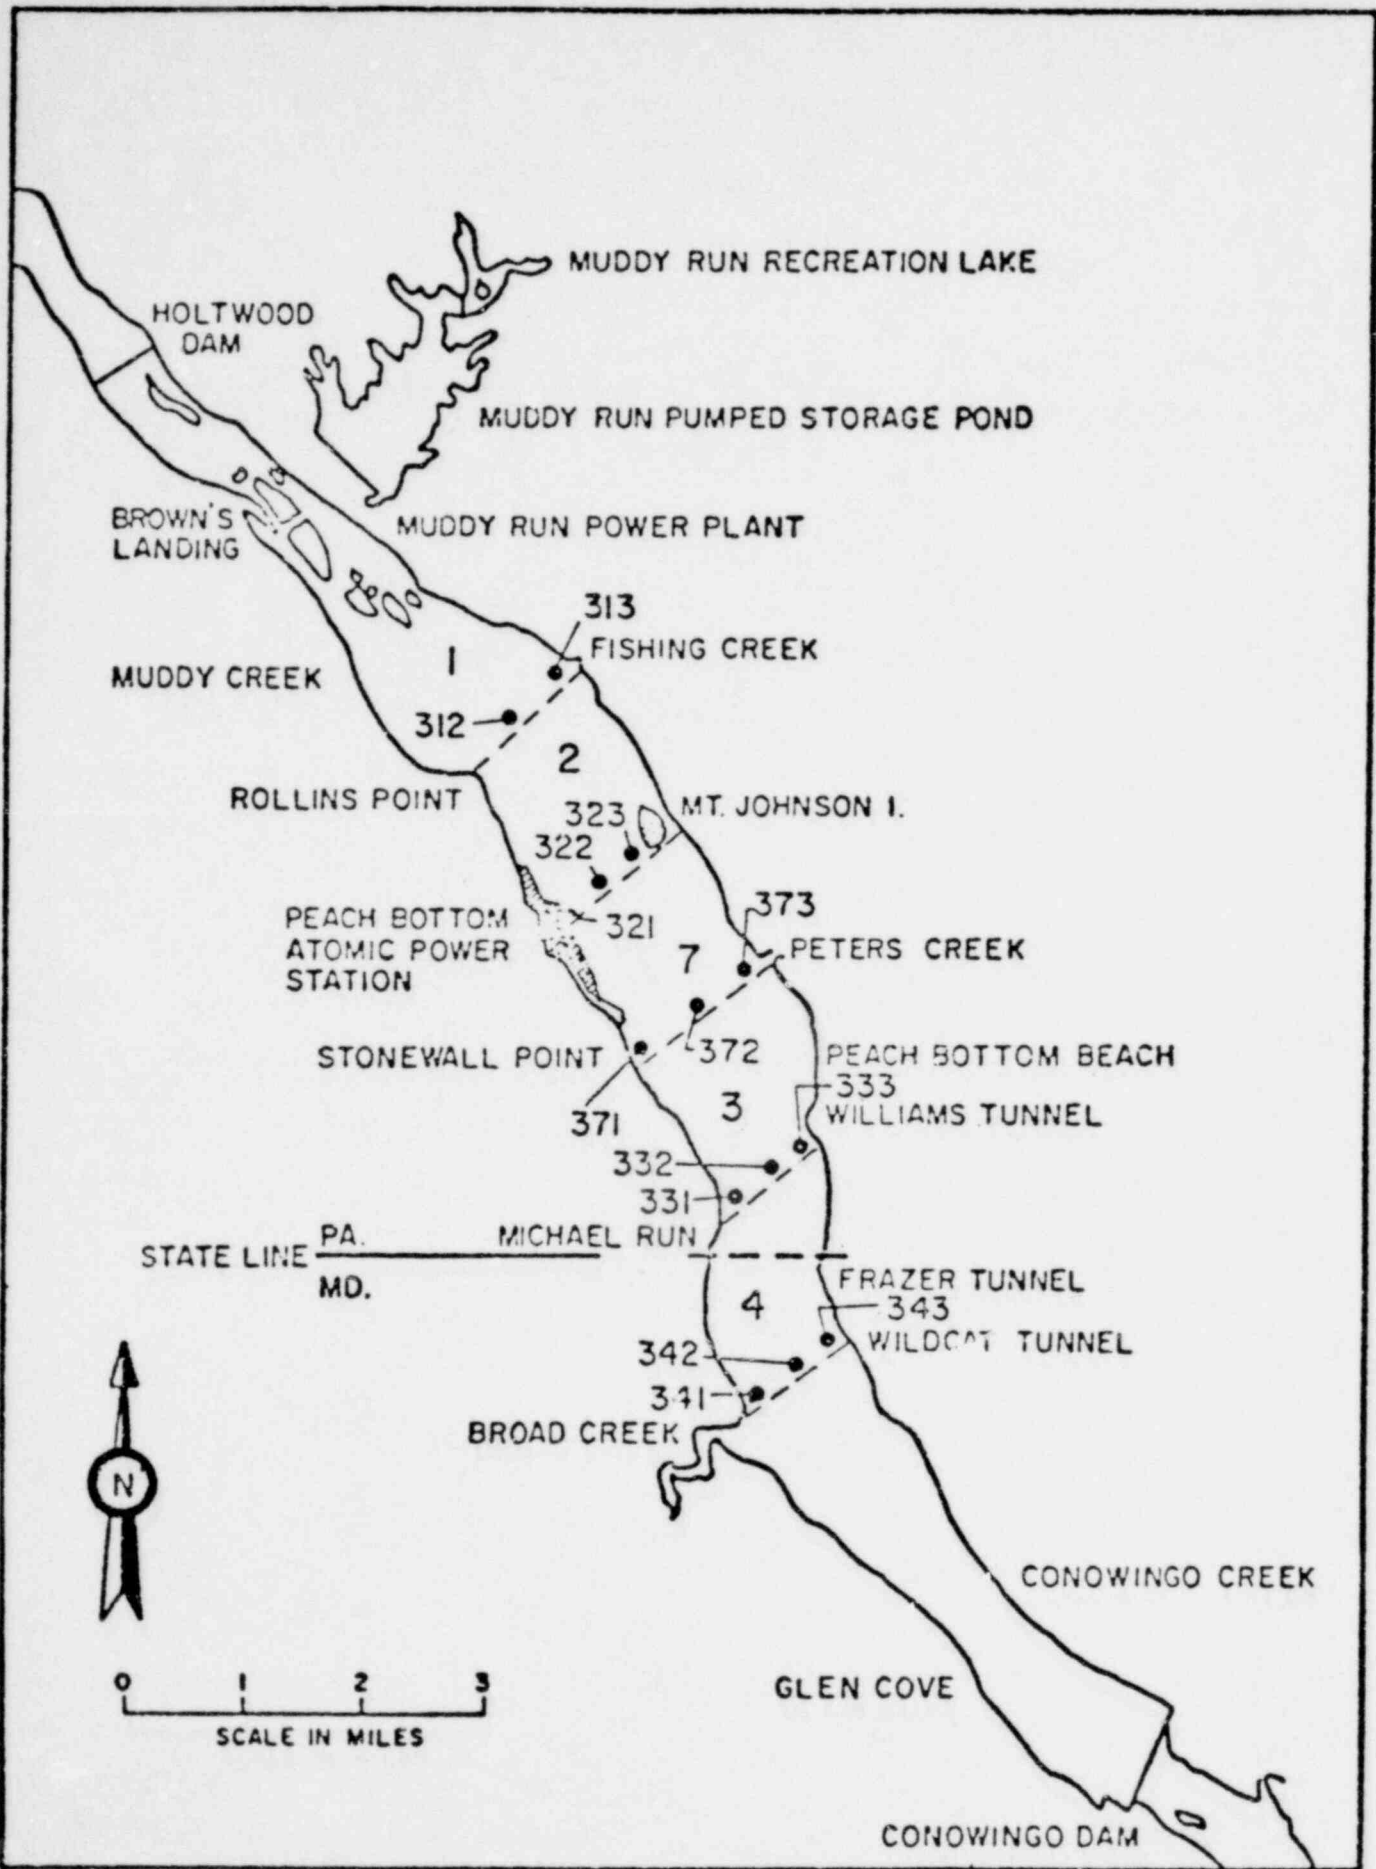 MUDDY RUN RECREATION LAKE
HOLTWOOD
DAM
MUDDY RUN PUMPED STORAGE POND
BROWN'S
LANDING
MUDDY RUN POWER PLANT
313
FISHING CREEK
1
MUDDY CREEK
312
2
ROLLINS POINT
MT. JOHNSON I.
323
322
373
PEACH BOTTOM
ATOMIC POWER
STATION
321
7
PETERS CREEK
STONEWALL POINT
372
PEACH BOTTOM BEACH
333
3
WILLIAMS TUNNEL
371
332
331
MICHAEL RUN
STATE LINE
PA.
MD.
FRAZER TUNNEL
4
343
WILDCAT TUNNEL
342
341
BROAD CREEK
N
CONOWINGO CREEK
0 1 2 3
SCALE IN MILES
GLEN COVE
CONOWINGO DAM